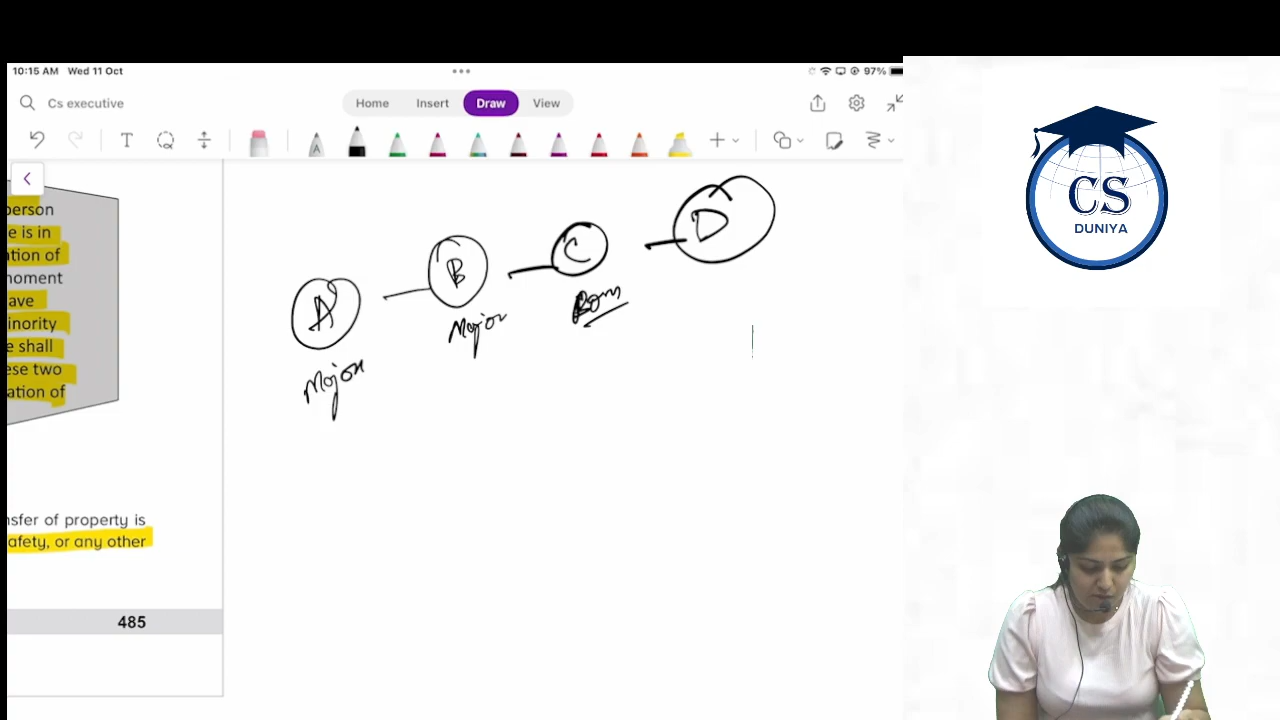 10:15 AM Wed 11 Oct
97%
Cs executive
Home Insert Draw View
T
A
person
e is in
ation of
moment
ave
inority
e shall
ese two
ation of
nsfer of property is
afety, or any other
485
A
Major
B
Major
C
Born
D
CS
DUNIYA